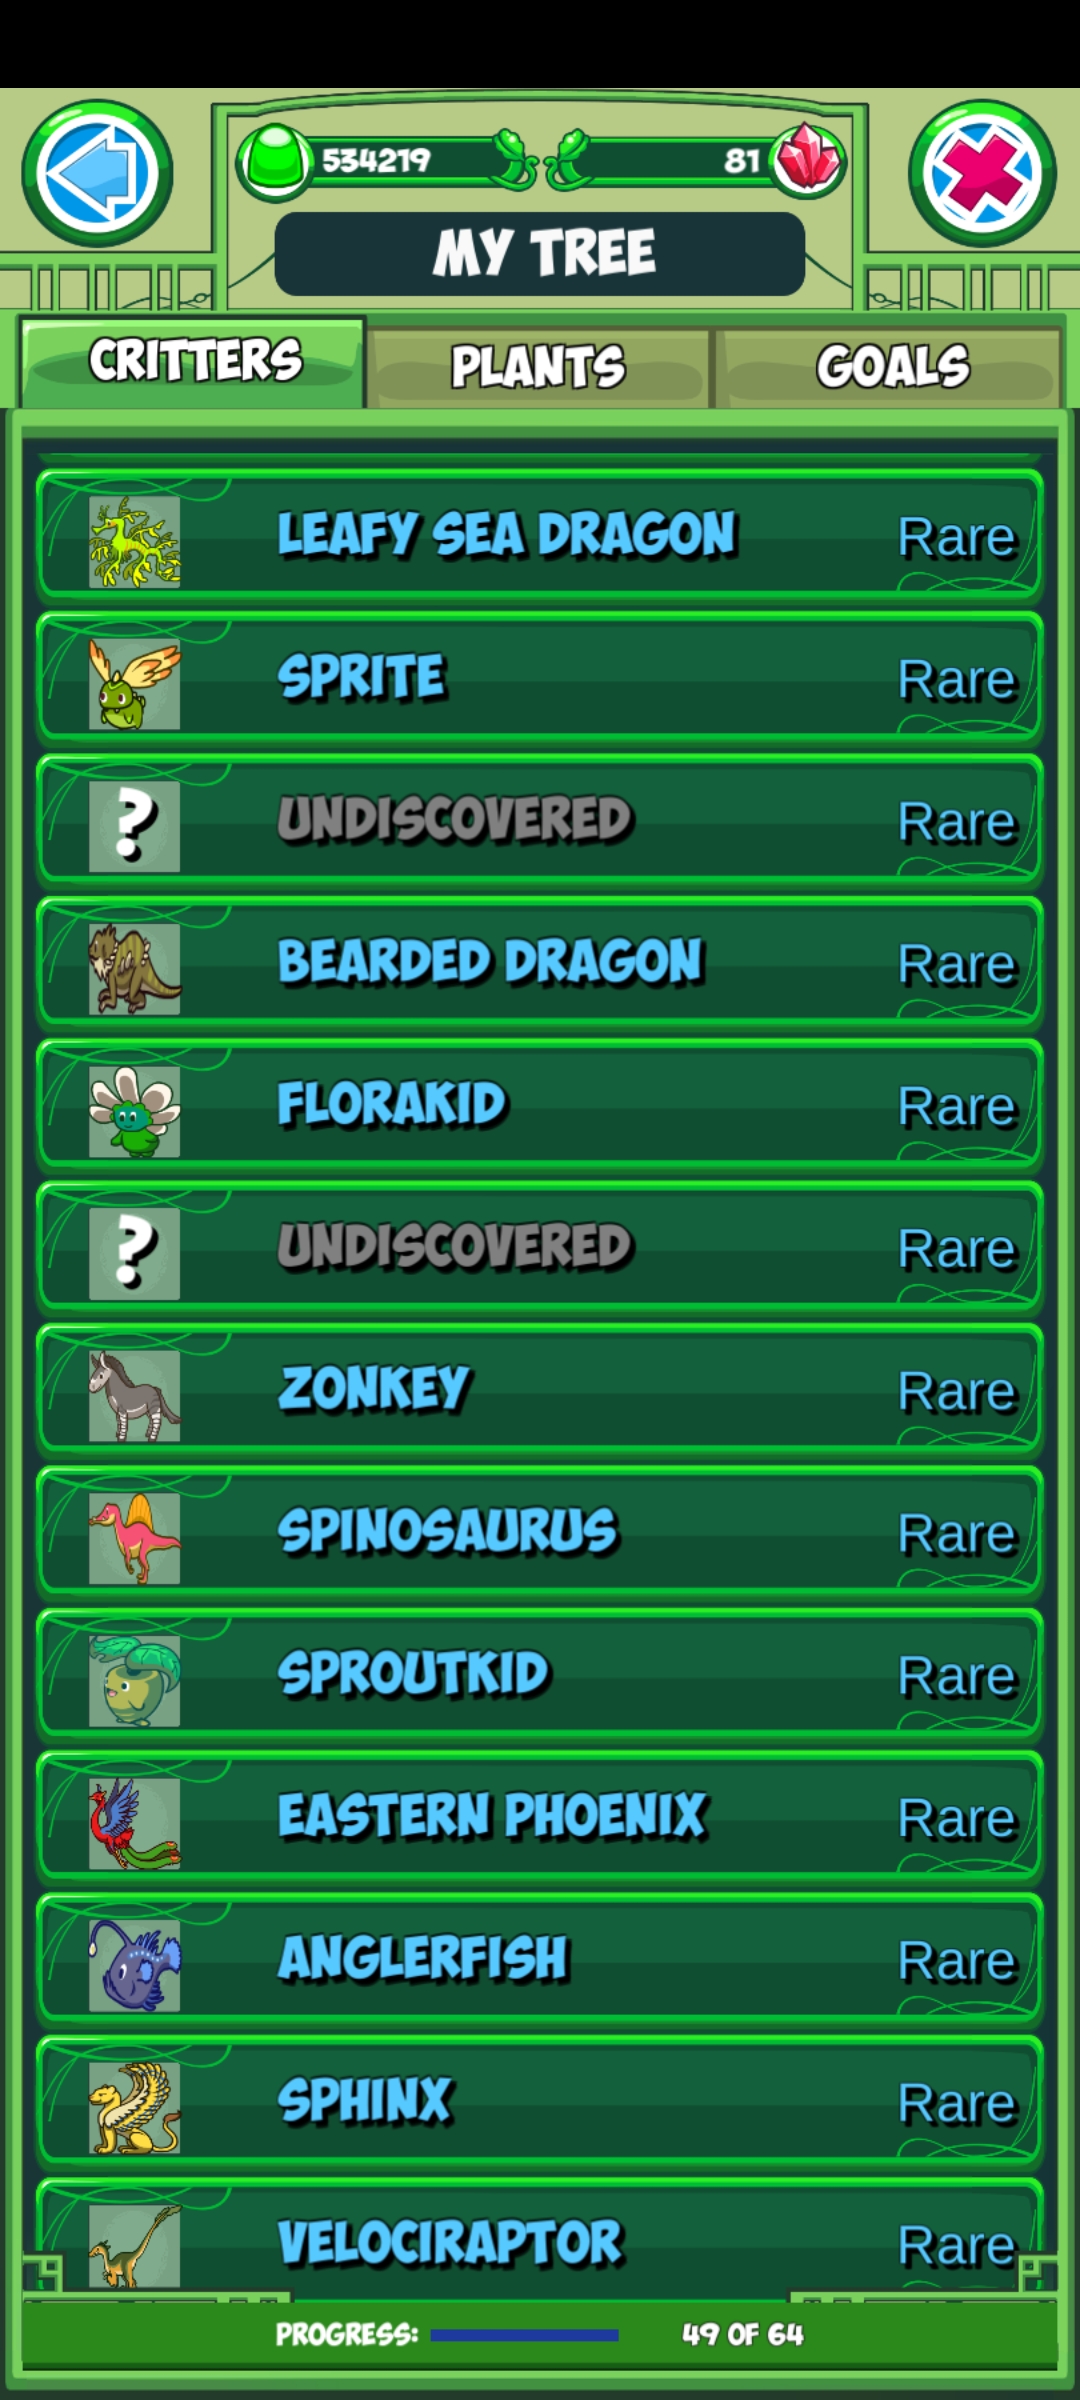 534219
81
MY TREE
CRITTERS
PLANTS
GOALS
LEAFY SEA DRAGON
Rare
SPRITE
Rare
?
UNDISCOVERED
Rare
BEARDED DRAGON
Rare
FLORAKID
Rare
?
UNDISCOVERED
Rare
ZONKEY
Rare
SPINOSAURUS
Rare
SPROUTKID
Rare
EASTERN PHOENIX
Rare
ANGLERFISH
Rare
SPHINX
Rare
VELOCIRAPTOR
Rare
PROGRESS:
49 OF 64